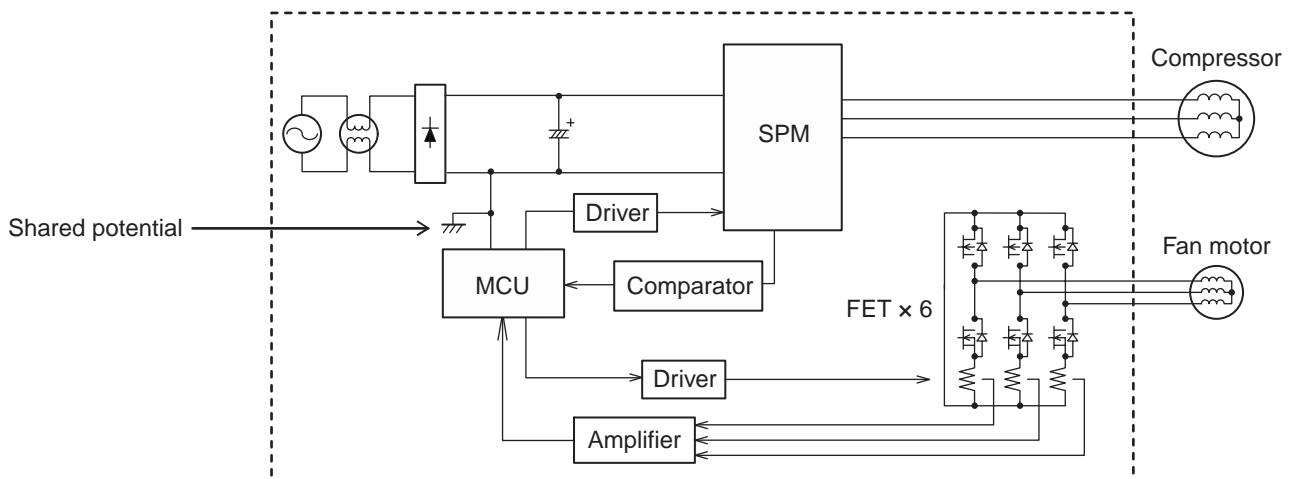 Compressor
SPM
Shared potential
Driver
MCU
Comparator
Fan motor
FET × 6
Driver
Amplifier
+